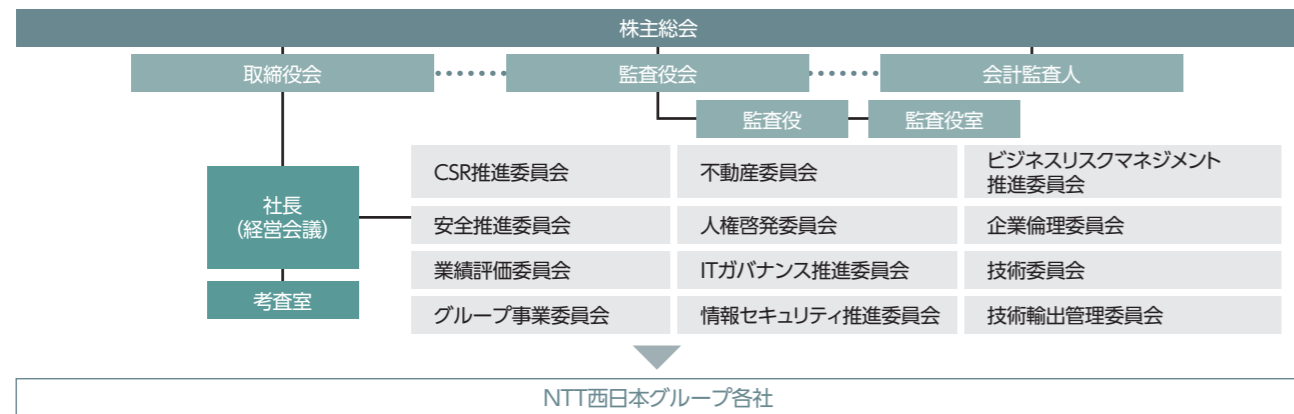 株主総会
取締役会
監査役会
会計監査人
監査役
監査役室
社長
(経営会議)
考査室
CSR推進委員会
不動産委員会
ビジネスリスクマネジメント
推進委員会
安全推進委員会
人権啓発委員会
企業倫理委員会
業績評価委員会
ITガバナンス推進委員会
技術委員会
グループ事業委員会
情報セキュリティ推進委員会
技術輸出管理委員会
NTT西日本グループ各社